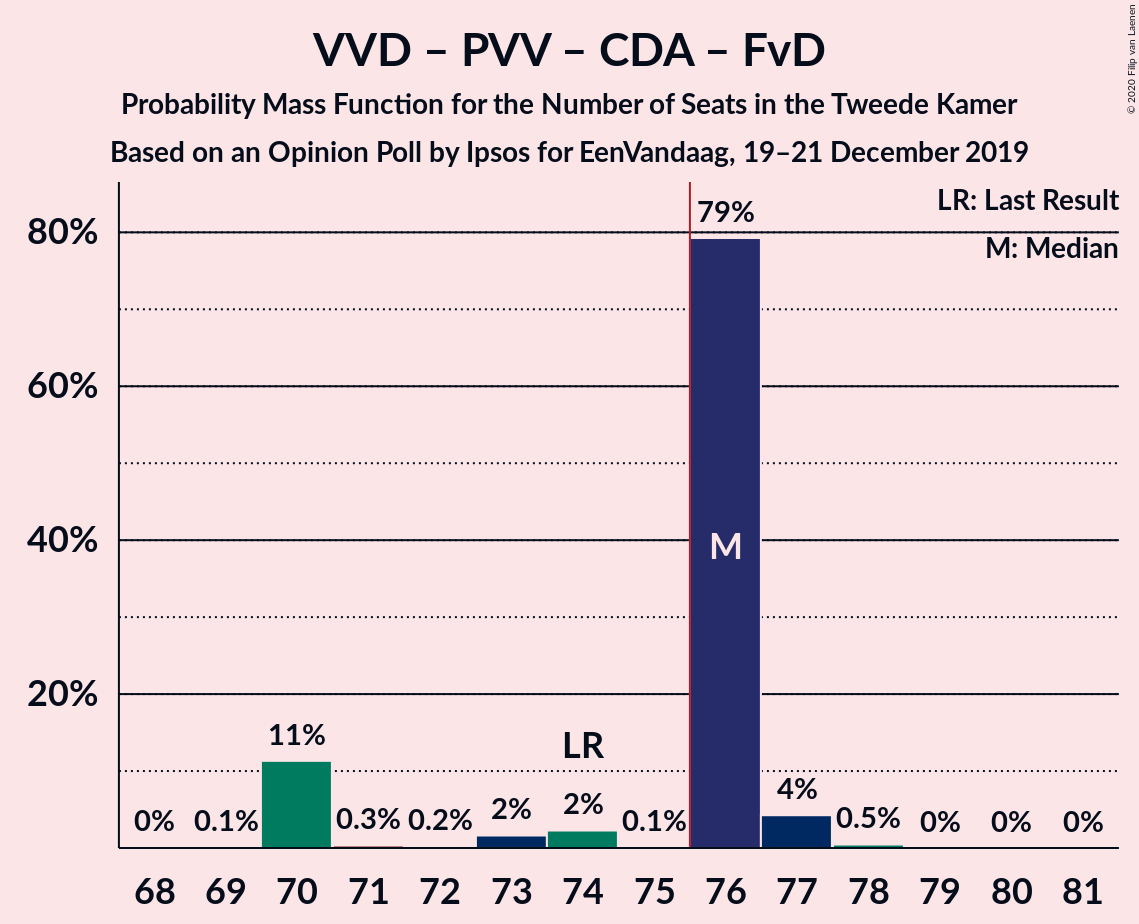 VVD – PVV – CDA – FvD
Probability Mass Function for the Number of Seats in the Tweede Kamer
Based on an Opinion Poll by Ipsos for EenVandaag, 19–21 December 2019
© 2020 Filip van Laenen
LR: Last Result
M: Median
80%
60%
40%
20%
0%
0.1%
11%
0.3%
0.2%
2%
LR
2%
0.1%
79%
M
4%
0.5%
0%
0%
0%
68 69 70 71 72 73 74 75 76 77 78 79 80 81